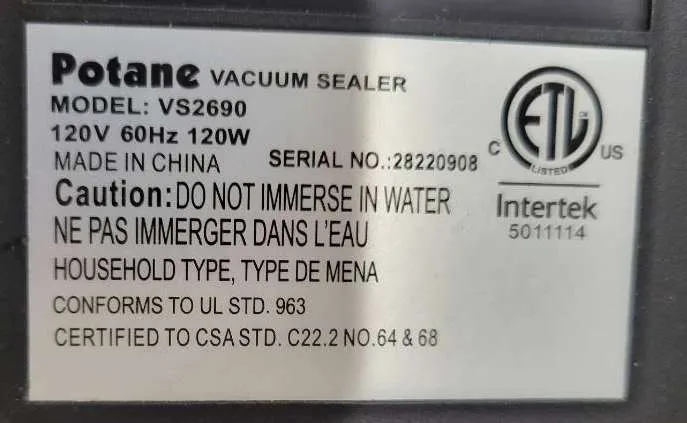 Potane VACUUM SEALER
MODEL: VS2690
120V 60Hz 120W
MADE IN CHINA SERIAL NO.:28220908
Caution: DO NOT IMMERSE IN WATER
NE PAS IMMERGER DANS L'EAU
HOUSEHOLD TYPE, TYPE DE MENA
CONFORMS TO UL STD. 963
CERTIFIED TO CSA STD. C22.2 NO.64 & 68
ETL
CM
LISTED
C US
Intertek
5011114